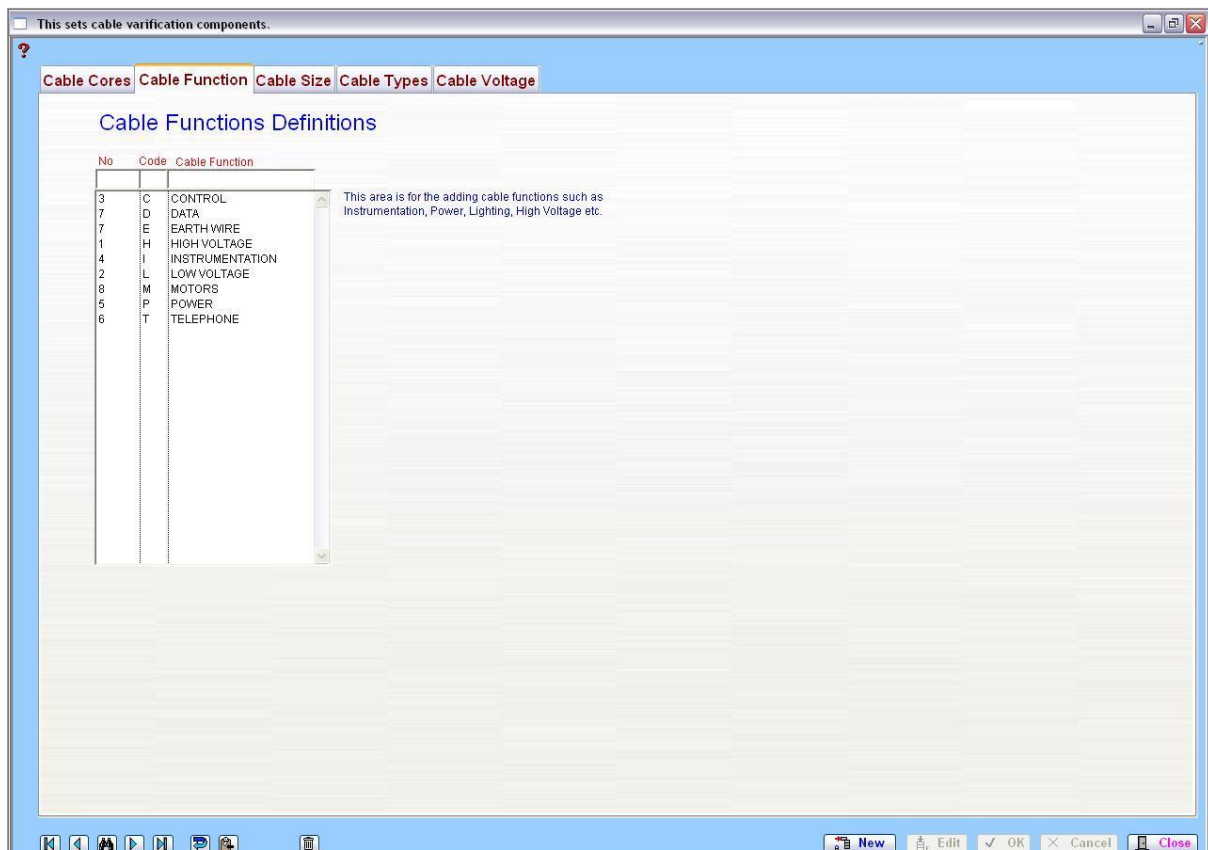 This sets cable varification components.
?
Cable Cores Cable Function Cable Size Cable Types Cable Voltage
Cable Functions Definitions
No Code Cable Function
3 C CONTROL
7 D DATA
7 E EARTH WIRE
1 H HIGH VOLTAGE
4 I INSTRUMENTATION
2 L LOW VOLTAGE
8 M MOTORS
5 P POWER
6 T TELEPHONE
This area is for the adding cable functions such as
Instrumentation, Power, Lighting, High Voltage etc.
New Edit OK Cancel Close